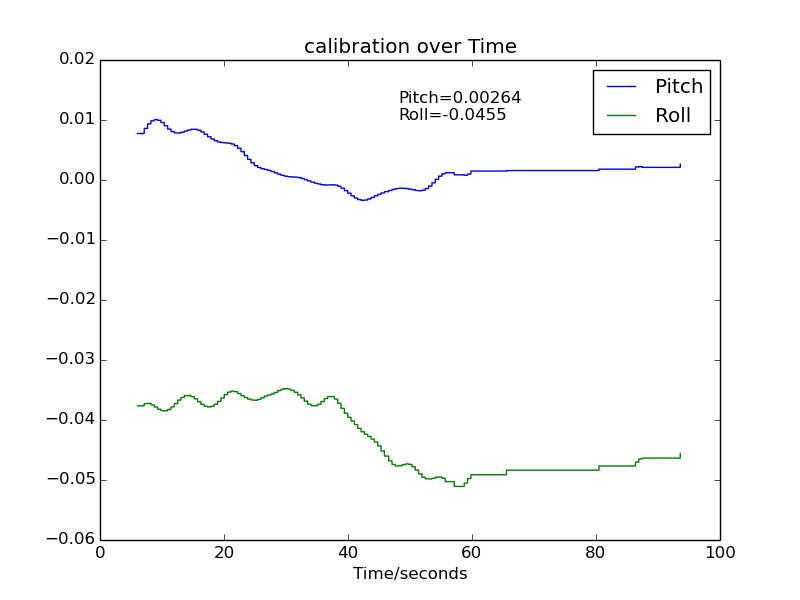 calibration over Time
0.02
0.01
0.00
−0.01
−0.02
−0.03
−0.04
−0.05
−0.06
Pitch=0.00264
Roll=-0.0455
Pitch
Roll
0 20 40 60 80 100
Time/seconds